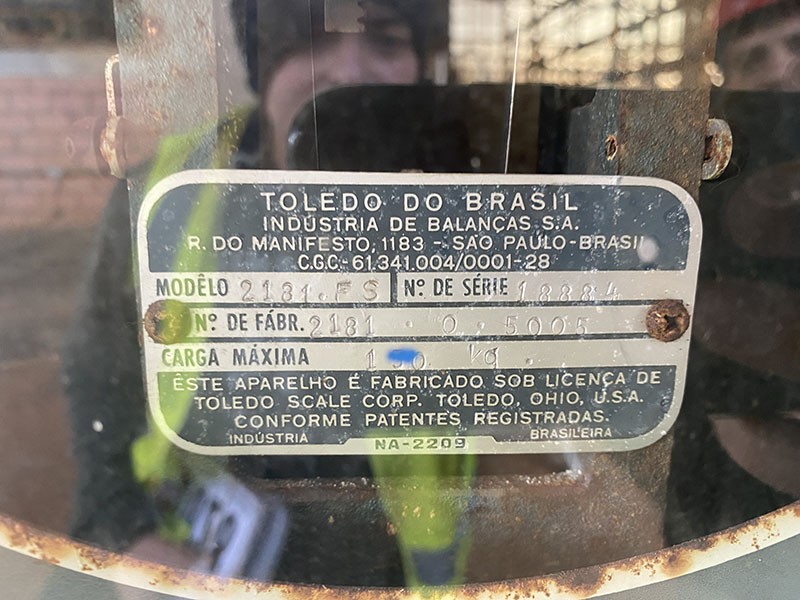 TOLEDO DO BRASIL
INDÚSTRIA DE BALANÇAS S.A.
R. DO MANIFESTO, 1183 - SÃO PAULO-BRASIL
C.G.C-61.341.004/0001-28
MODÊLO 2181.FS Nº DE SÉRIE 18884
Nº DE FÁBR. 2181 . 0 . 5005
CARGA MÁXIMA kg.
ÊSTE APARELHO É FABRICADO SOB LICENÇA DE
TOLEDO SCALE CORP. TOLEDO, OHIO, U.S.A.
CONFORME PATENTES REGISTRADAS.
INDÚSTRIA NA-2209 BRASILEIRA